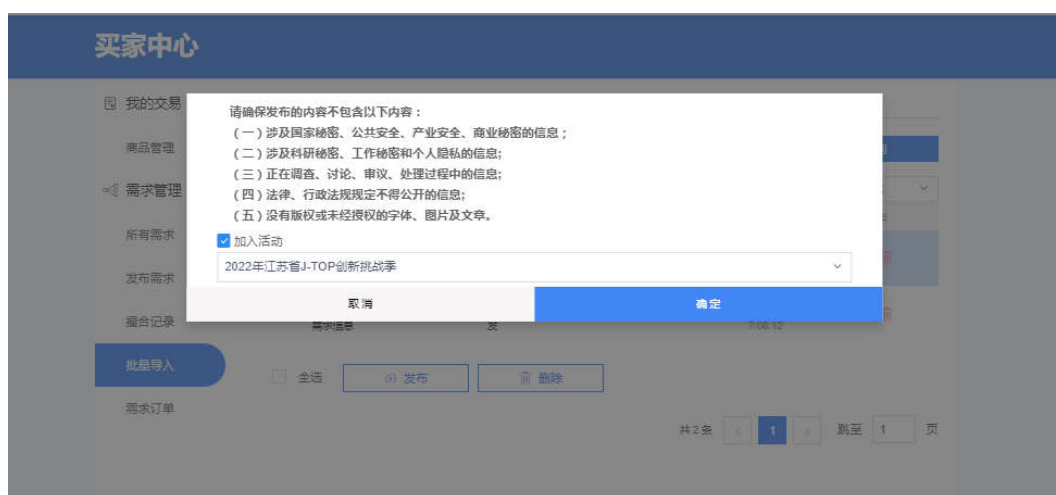 买家中心
我的交易
商品管理
需求管理
所有需求
发布需求
撮合记录
批量导入
需求订单
请确保发布的内容不包含以下内容：
（一）涉及国家秘密、公共安全、产业安全、商业秘密的信息；
（二）涉及科研秘密、工作秘密和个人隐私的信息;
（三）正在调查、讨论、审议、处理过程中的信息;
（四）法律、行政法规规定不得公开的信息;
（五）没有版权或未经授权的字体、图片及文章。
加入活动
2022年江苏省J-TOP创新挑战季
取消
确定
需求信息
发
7:08:12
全选
发布
删除
共2条
1
跳至
1
页